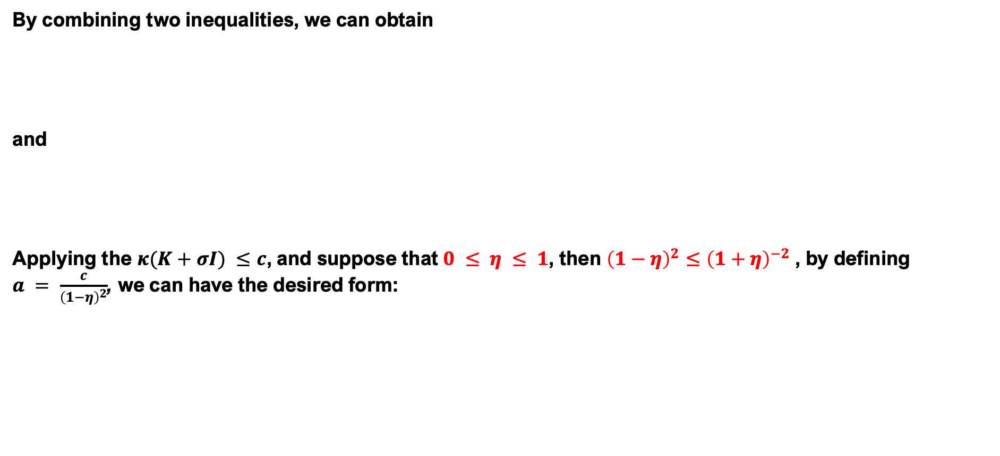 By combining two inequalities, we can obtain
and
Applying the κ(K + σI) ≤ c, and suppose that 0 ≤ η ≤ 1, then (1 − η)² ≤ (1 + η)⁻² , by defining
a = c/(1−η)², we can have the desired form: